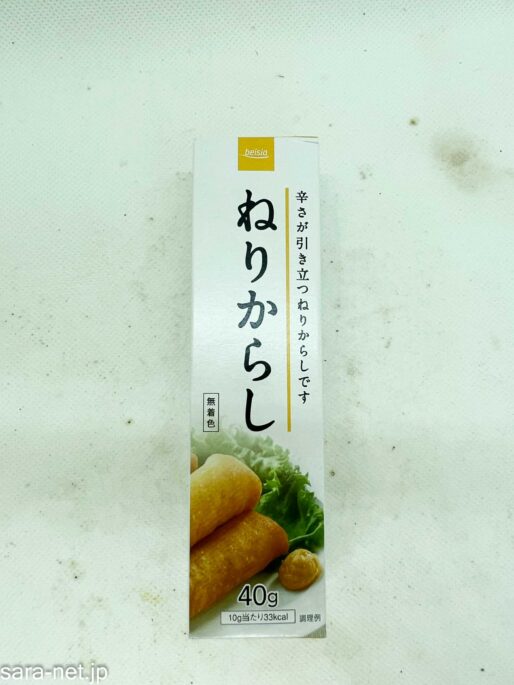 beisia
辛さが引き立つねりからしです
ねりからし
無着色
40g
10g当たり33kcal
調理例
sara-net.jp